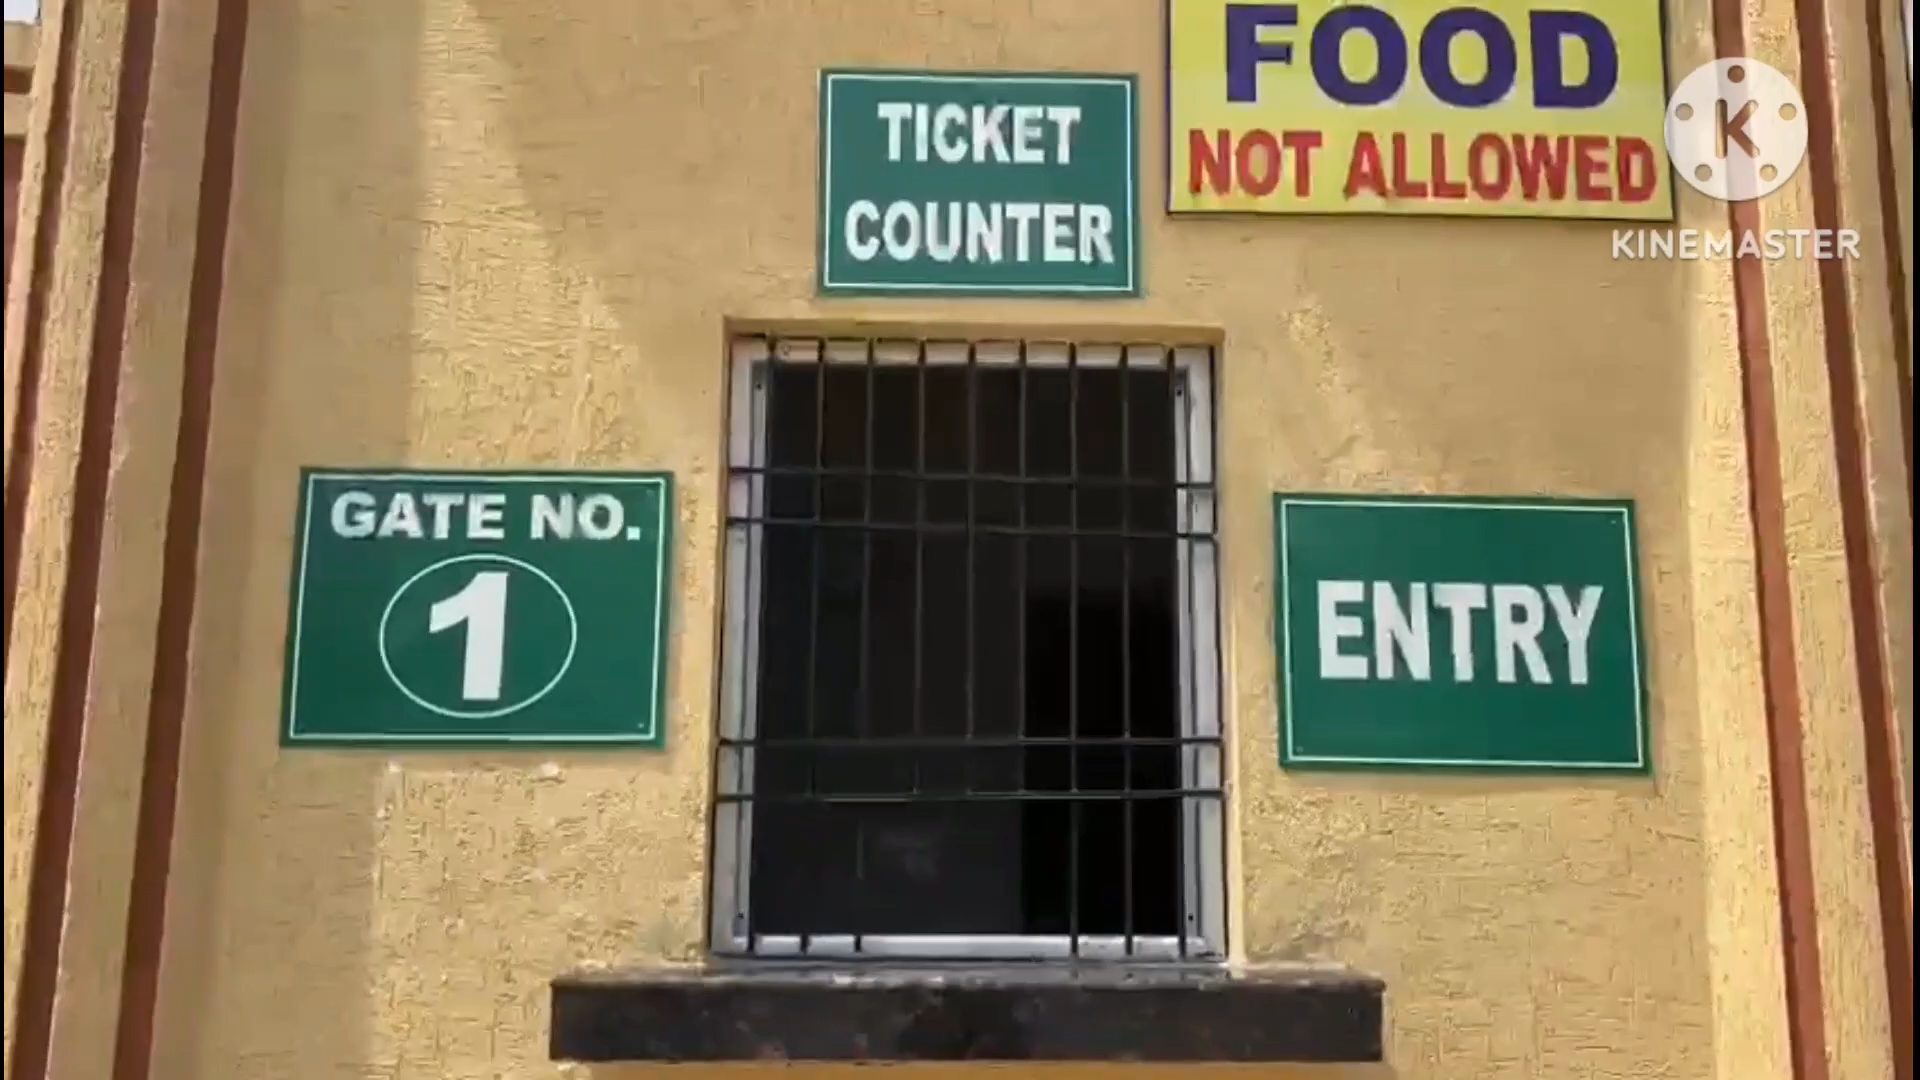 FOOD
NOT ALLOWED
TICKET
COUNTER
K
KINEMASTER
GATE NO.
1
ENTRY